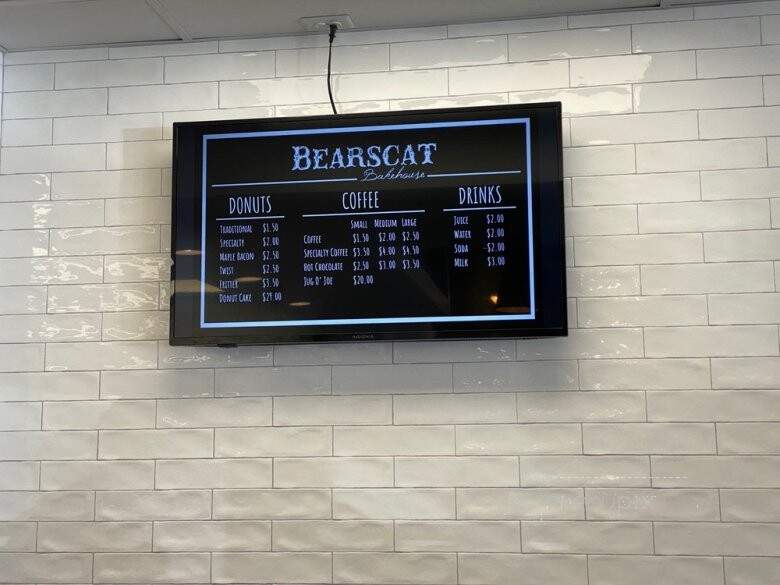 BEARSCAT
Bakehouse
DONUTS
TRADITIONAL $1.50
SPECIALTY $2.00
MAPLE BACON $2.50
TWIST $2.50
FRITTER $3.50
DONUT CAKE $29.00
COFFEE
SMALL MEDIUM LARGE
COFFEE $1.50 $2.00 $2.50
SPECIALTY COFFEE $3.50 $4.00 $4.50
HOT CHOCOLATE $2.50 $3.00 $3.50
JUG O' JOE $20.00
DRINKS
JUICE $2.00
WATER $2.00
SODA $2.00
MILK $3.00
INSIGNIA